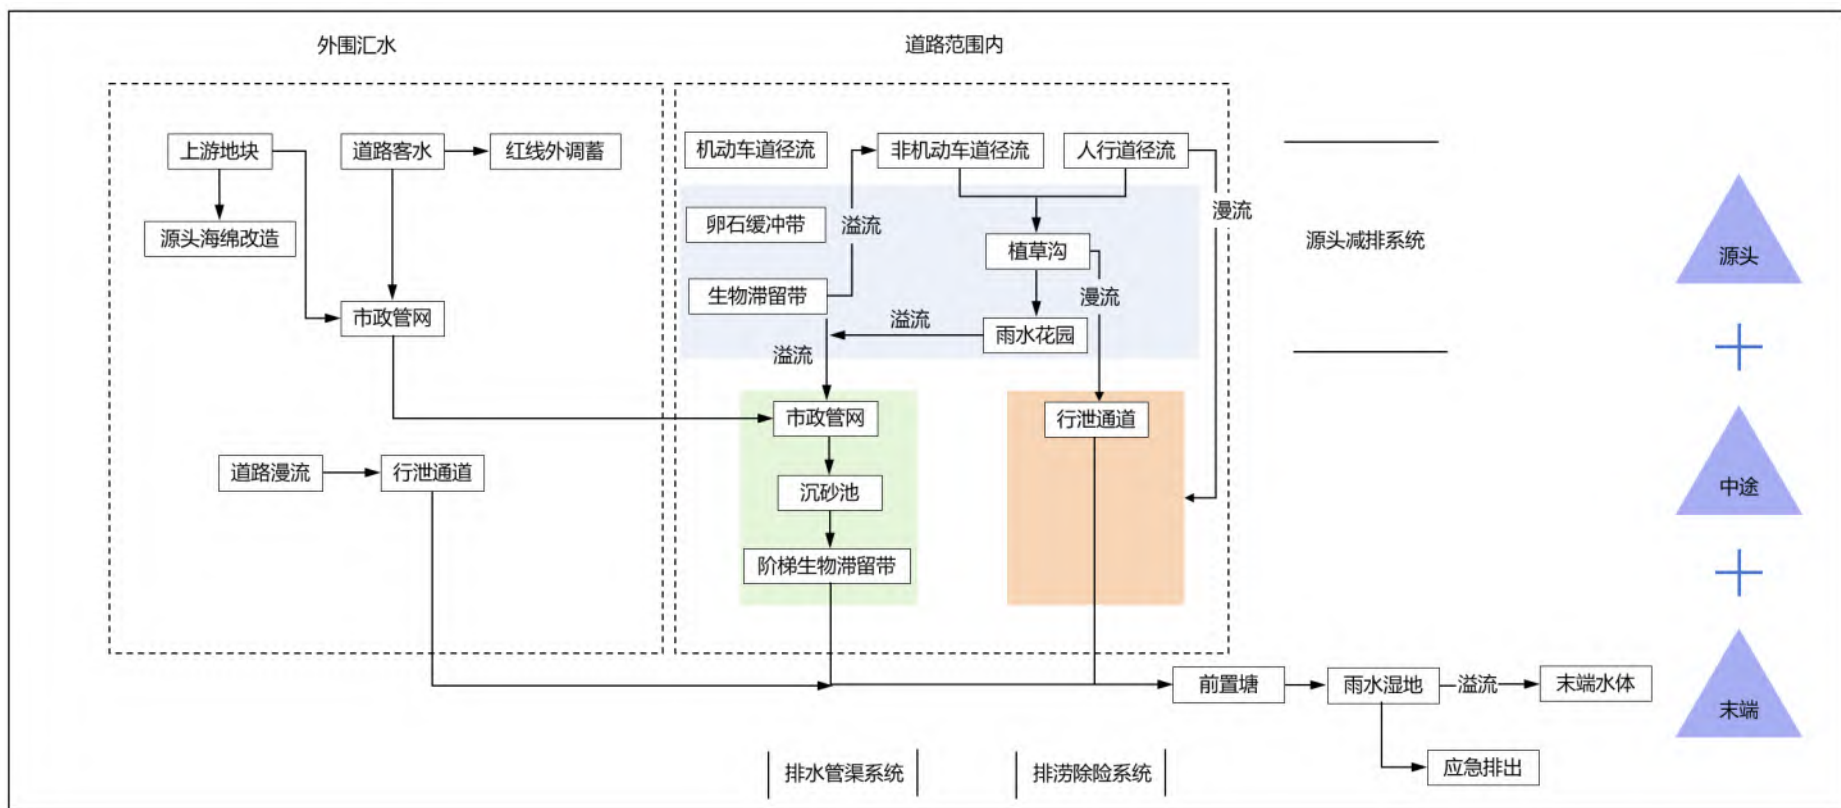 外围汇水
道路范围内
上游地块
道路客水
红线外调蓄
机动车道径流
非机动车道径流
人行道径流
源头海绵改造
卵石缓冲带
溢流
漫流
植草沟
源头减排系统
源头
生物滞留带
漫流
市政管网
溢流
雨水花园
溢流
市政管网
行泄通道
道路漫流
行泄通道
沉砂池
中途
阶梯生物滞留带
前置塘
雨水湿地
溢流
末端水体
末端
排水管渠系统
排涝除险系统
应急排出